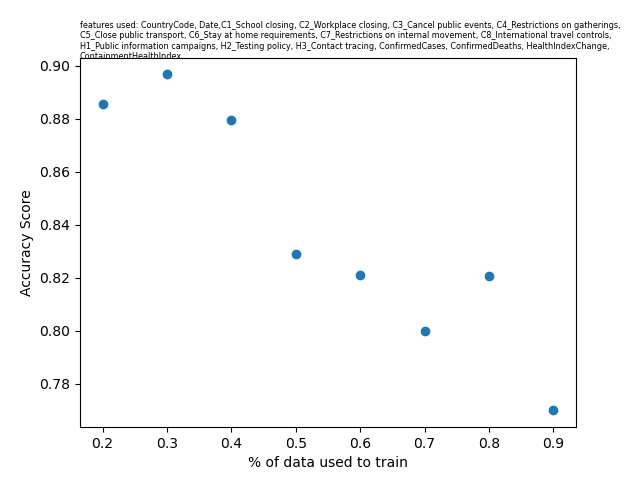 features used: CountryCode, Date,C1_School closing, C2_Workplace closing, C3_Cancel public events, C4_Restrictions on gatherings,
C5_Close public transport, C6_Stay at home requirements, C7_Restrictions on internal movement, C8_International travel controls,
H1_Public information campaigns, H2_Testing policy, H3_Contact tracing, ConfirmedCases, ConfirmedDeaths, HealthIndexChange,
ContainmentHealthIndex
0.90
0.88
0.86
0.84
0.82
0.80
0.78
Accuracy Score
0.2 0.3 0.4 0.5 0.6 0.7 0.8 0.9
% of data used to train